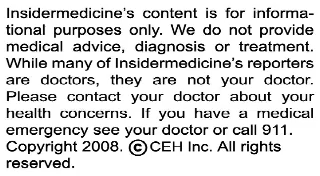 Insidermedicine's content is for informa-
tional purposes only. We do not provide
medical advice, diagnosis or treatment.
While many of Insidermedicine's reporters
are doctors, they are not your doctor.
Please contact your doctor about your
health concerns. If you have a medical
emergency see your doctor or call 911.
Copyright 2008. ©CEH Inc. All rights
reserved.